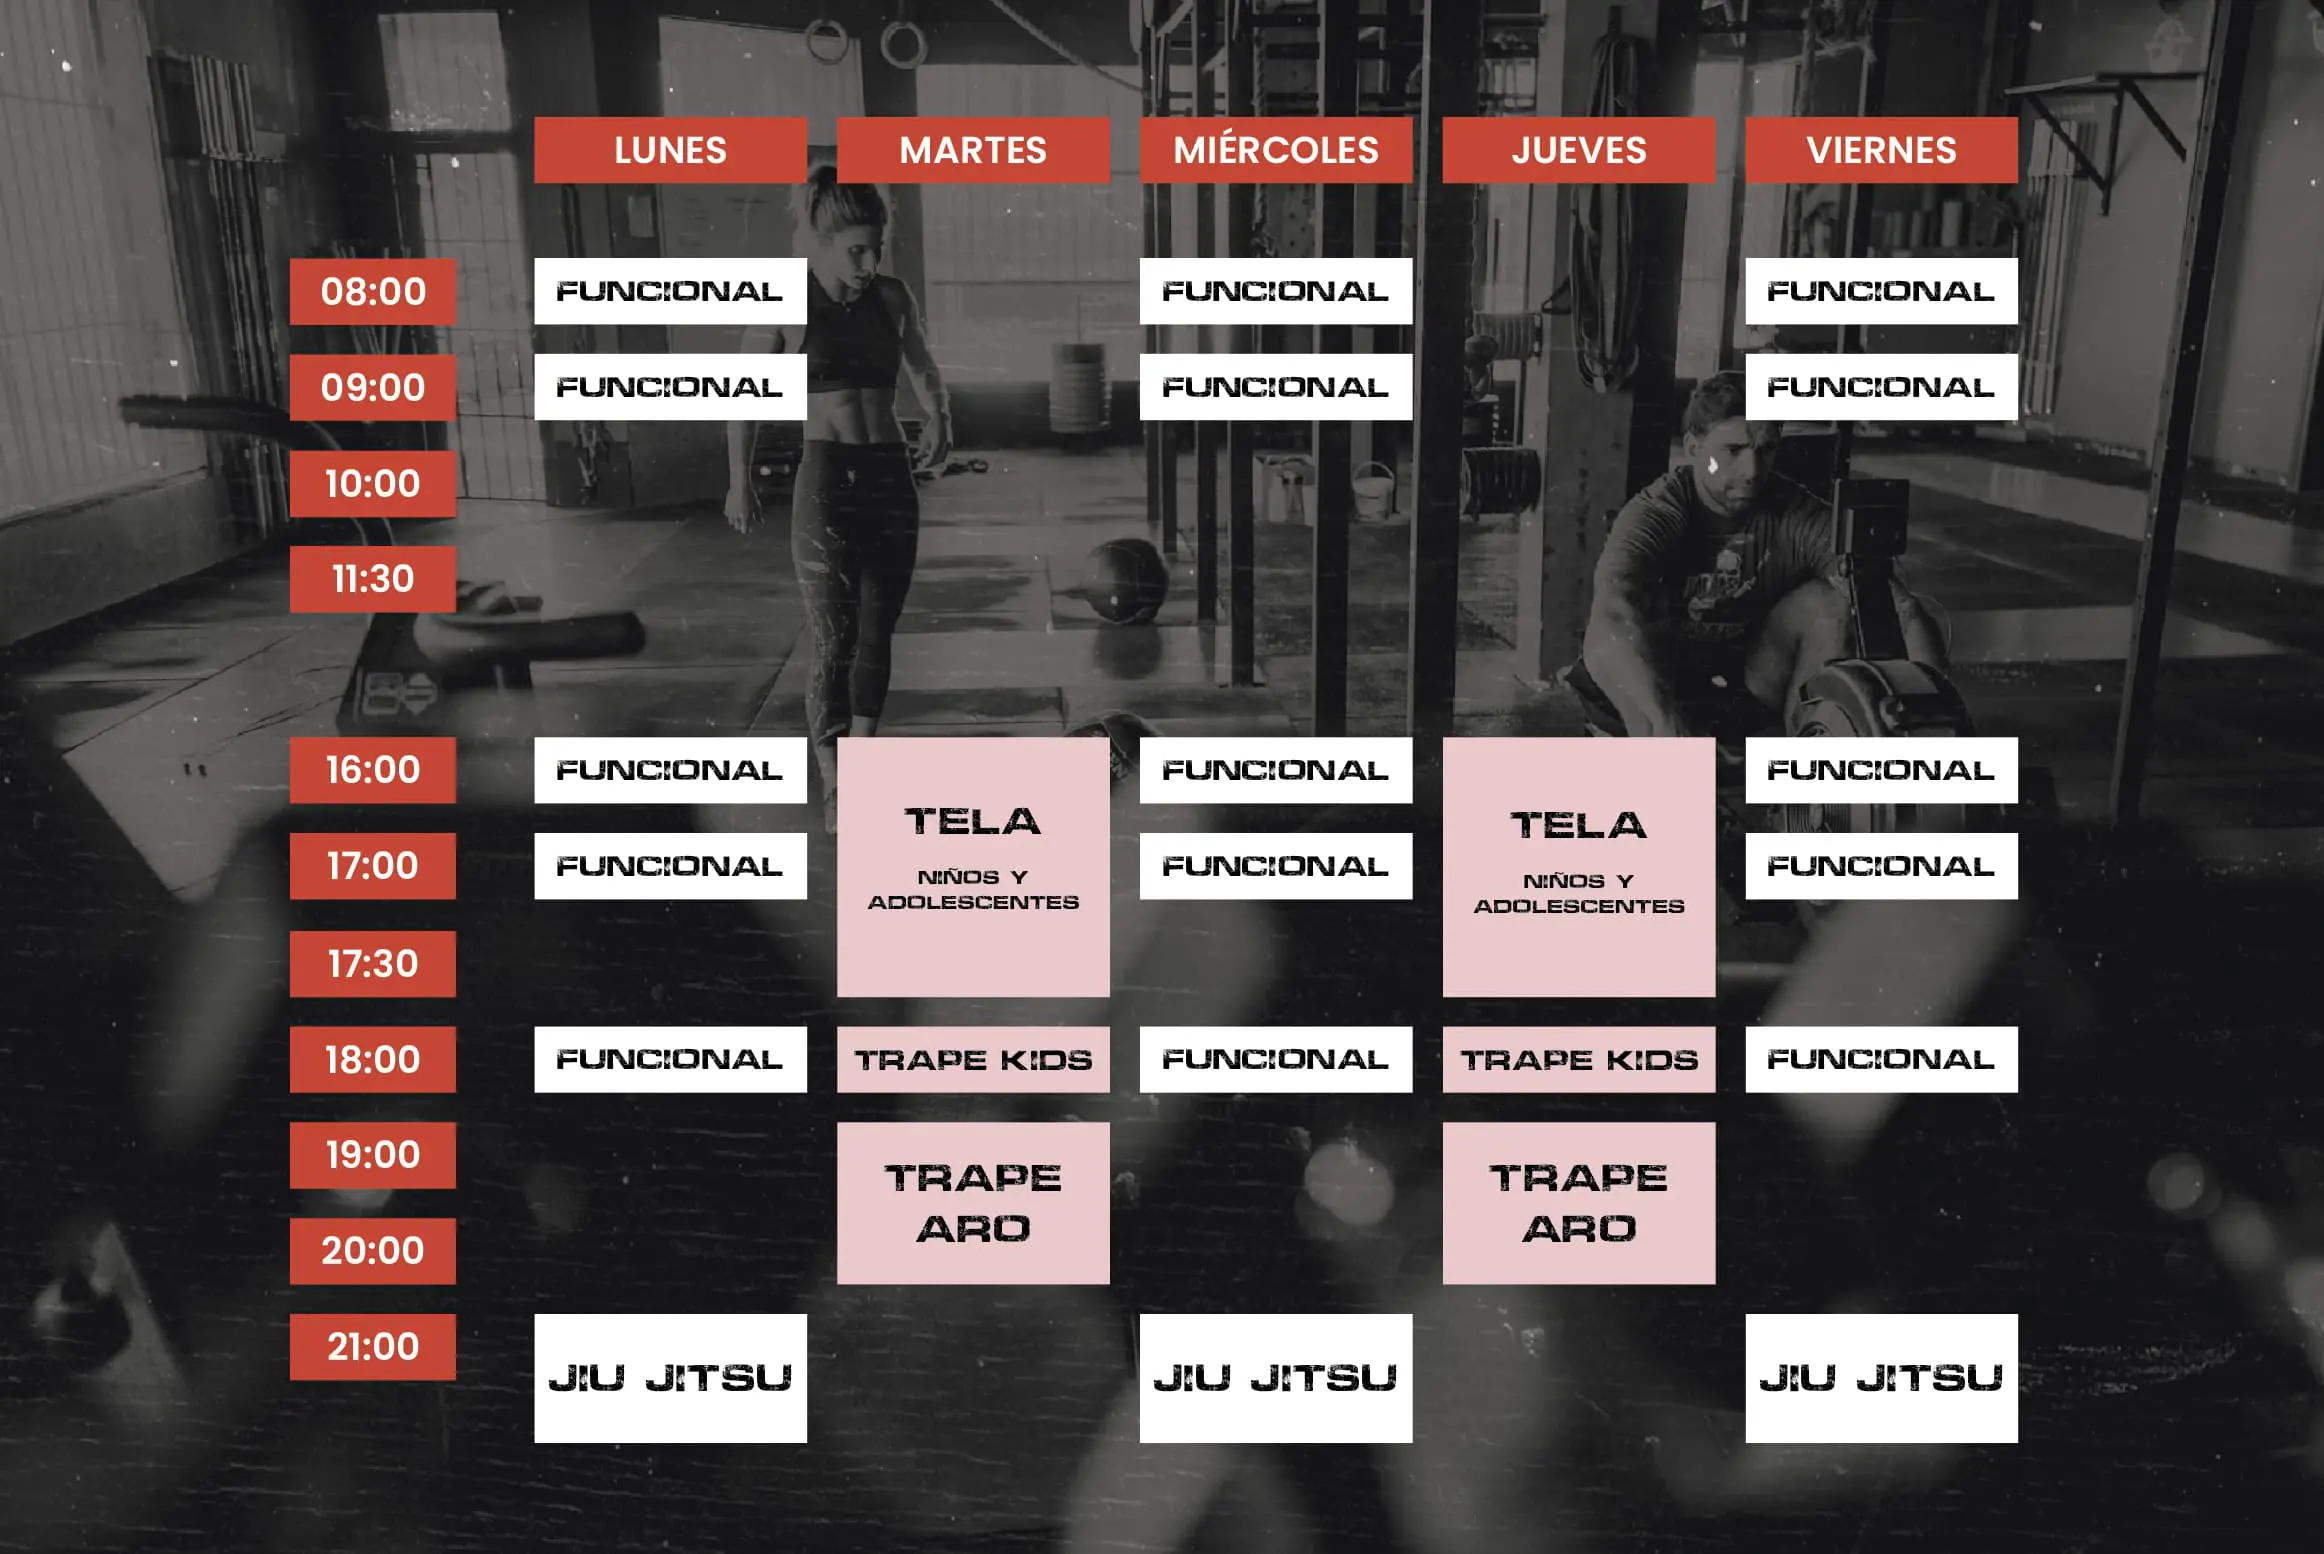 LUNES MARTES MIÉRCOLES JUEVES VIERNES
08:00 FUNCIONAL FUNCIONAL FUNCIONAL
09:00 FUNCIONAL FUNCIONAL FUNCIONAL
10:00
11:30
16:00 FUNCIONAL FUNCIONAL FUNCIONAL
TELA TELA
17:00 FUNCIONAL FUNCIONAL FUNCIONAL
NIÑOS Y NIÑOS Y
ADOLESCENTES ADOLESCENTES
17:30
18:00 FUNCIONAL TRAPE KIDS FUNCIONAL TRAPE KIDS FUNCIONAL
19:00
TRAPE TRAPE
ARO ARO
20:00
21:00
JIU JITSU JIU JITSU JIU JITSU